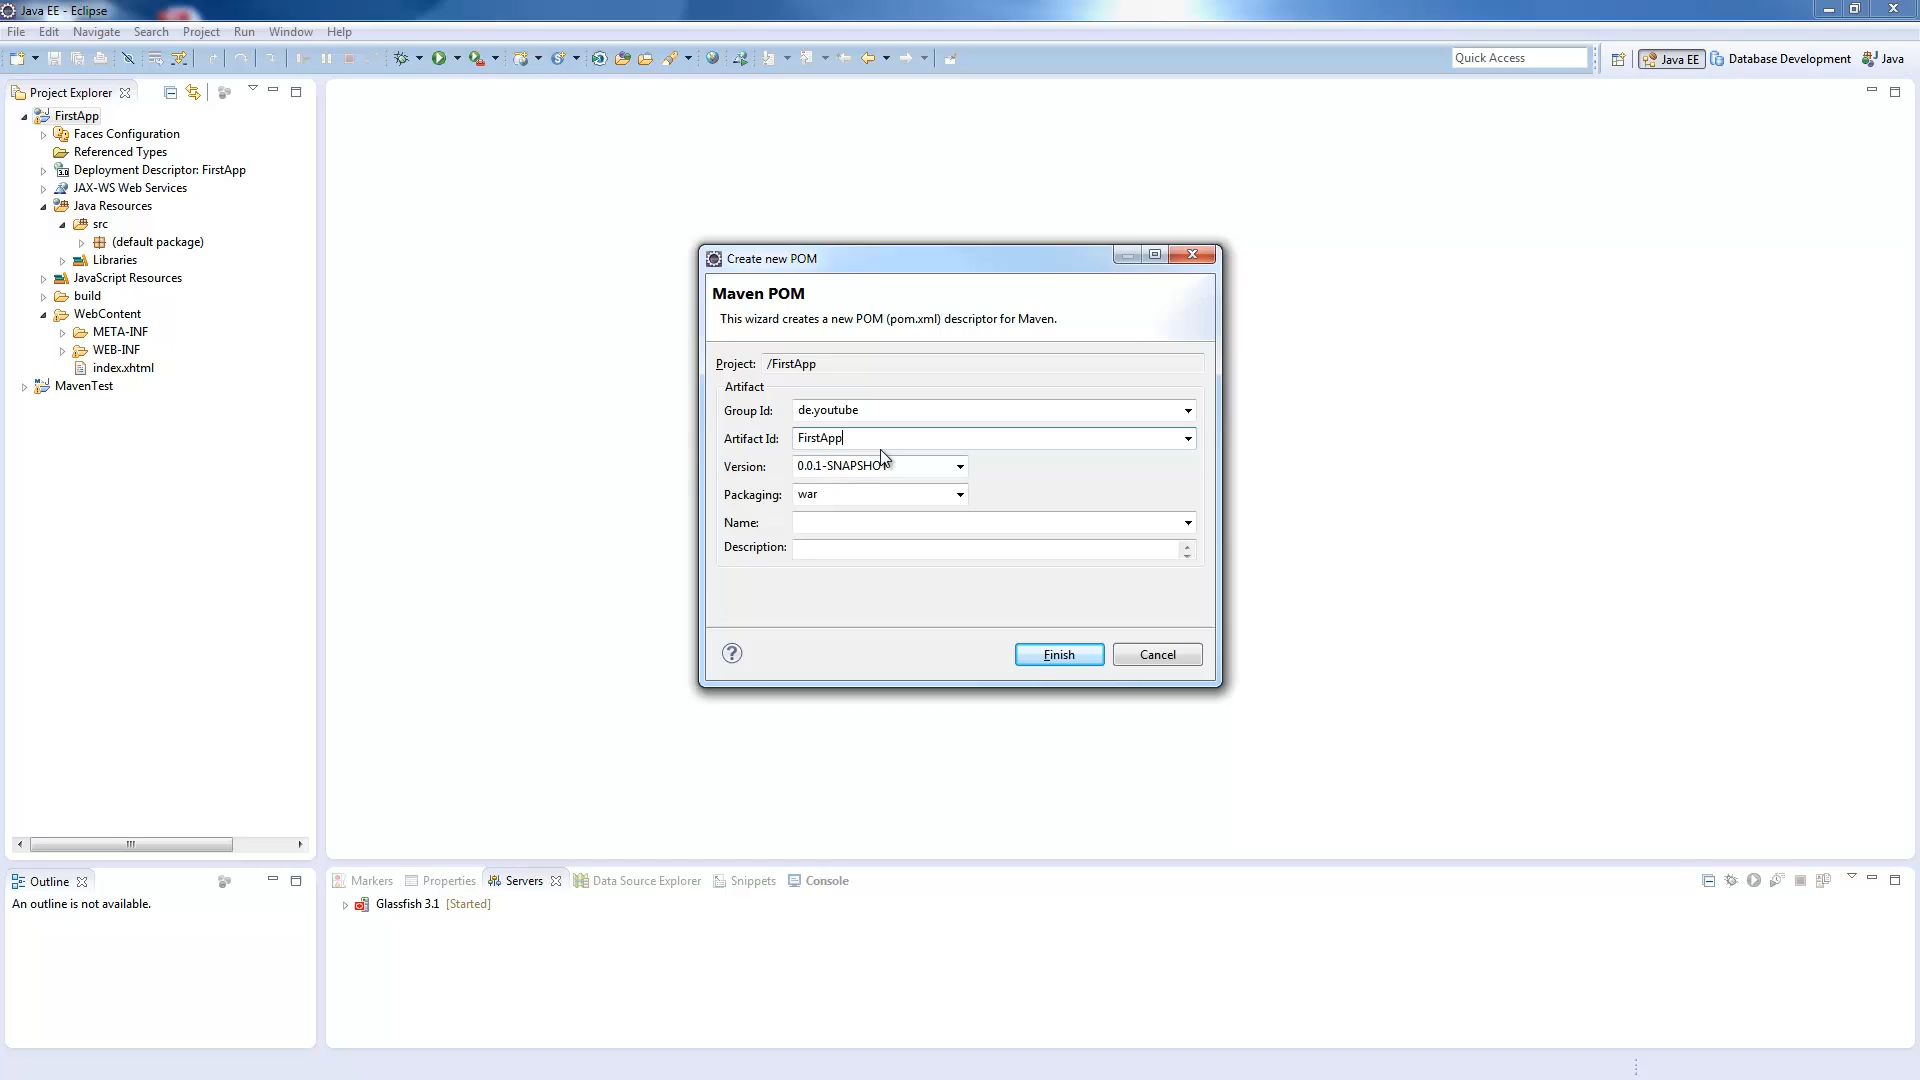 Java EE - Eclipse
File Edit Navigate Search Project Run Window Help
Quick Access
Java EE
Database Development
Java
Project Explorer
FirstApp
Faces Configuration
Referenced Types
Deployment Descriptor: FirstApp
JAX-WS Web Services
Java Resources
src
(default package)
Libraries
JavaScript Resources
build
WebContent
META-INF
WEB-INF
index.xhtml
MavenTest
Create new POM
Maven POM
This wizard creates a new POM (pom.xml) descriptor for Maven.
Project: /FirstApp
Artifact
Group Id: de.youtube
Artifact Id: FirstApp
Version: 0.0.1-SNAPSHOT
Packaging: war
Name:
Description:
Finish
Cancel
Outline
An outline is not available.
Markers
Properties
Servers
Data Source Explorer
Snippets
Console
Glassfish 3.1 [Started]